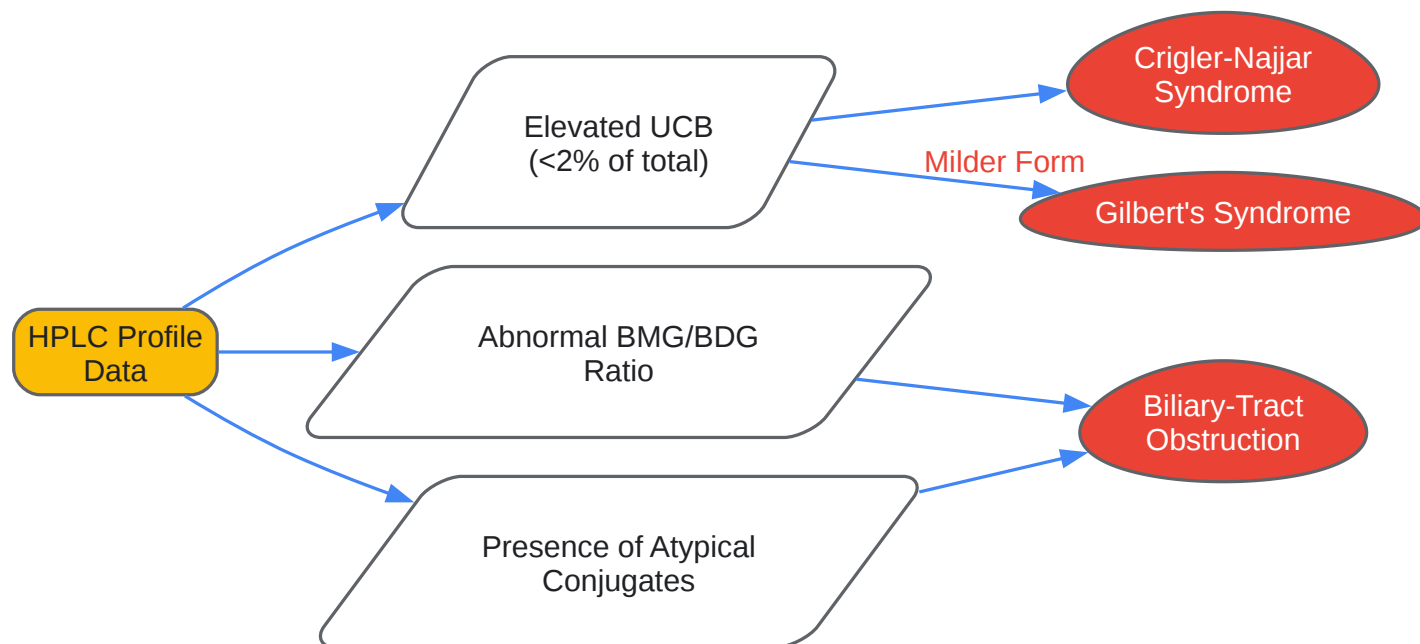 Crigler-Najjar
Syndrome
Elevated UCB
(<2% of total)
Milder Form
Gilbert's Syndrome
HPLC Profile
Data
Abnormal BMG/BDG
Ratio
Biliary-Tract
Obstruction
Presence of Atypical
Conjugates